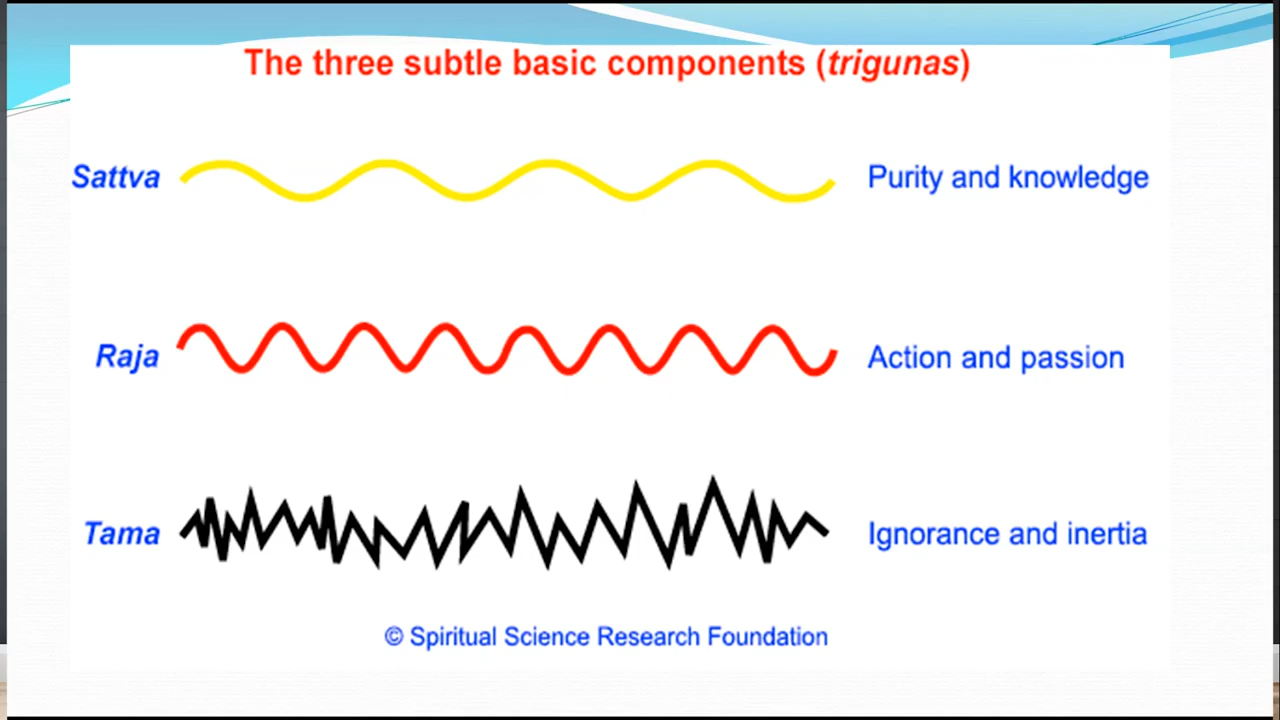 The three subtle basic components (trigunas)
Sattva Purity and knowledge
Raja Action and passion
Tama Ignorance and inertia
© Spiritual Science Research Foundation